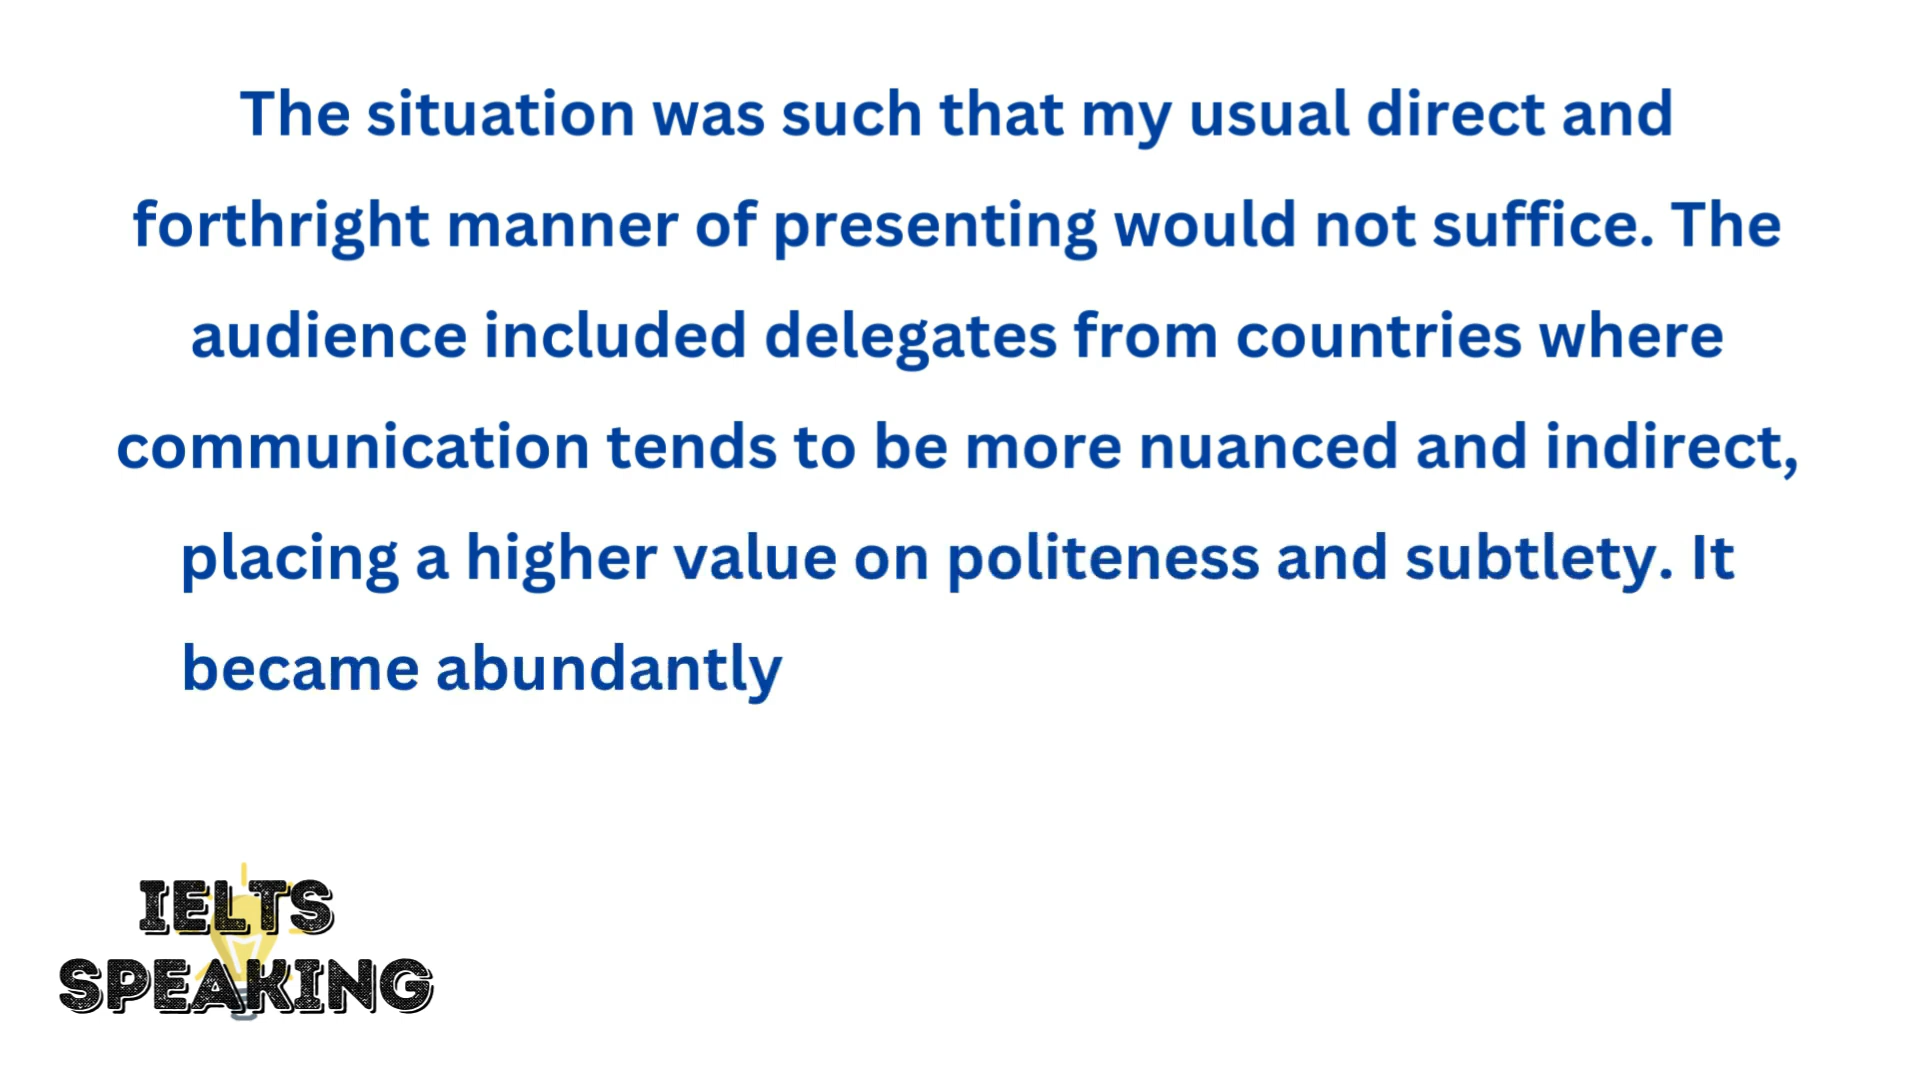 The situation was such that my usual direct and
forthright manner of presenting would not suffice. The
audience included delegates from countries where
communication tends to be more nuanced and indirect,
placing a higher value on politeness and subtlety. It
became abundantly
IELTS
SPEAKING